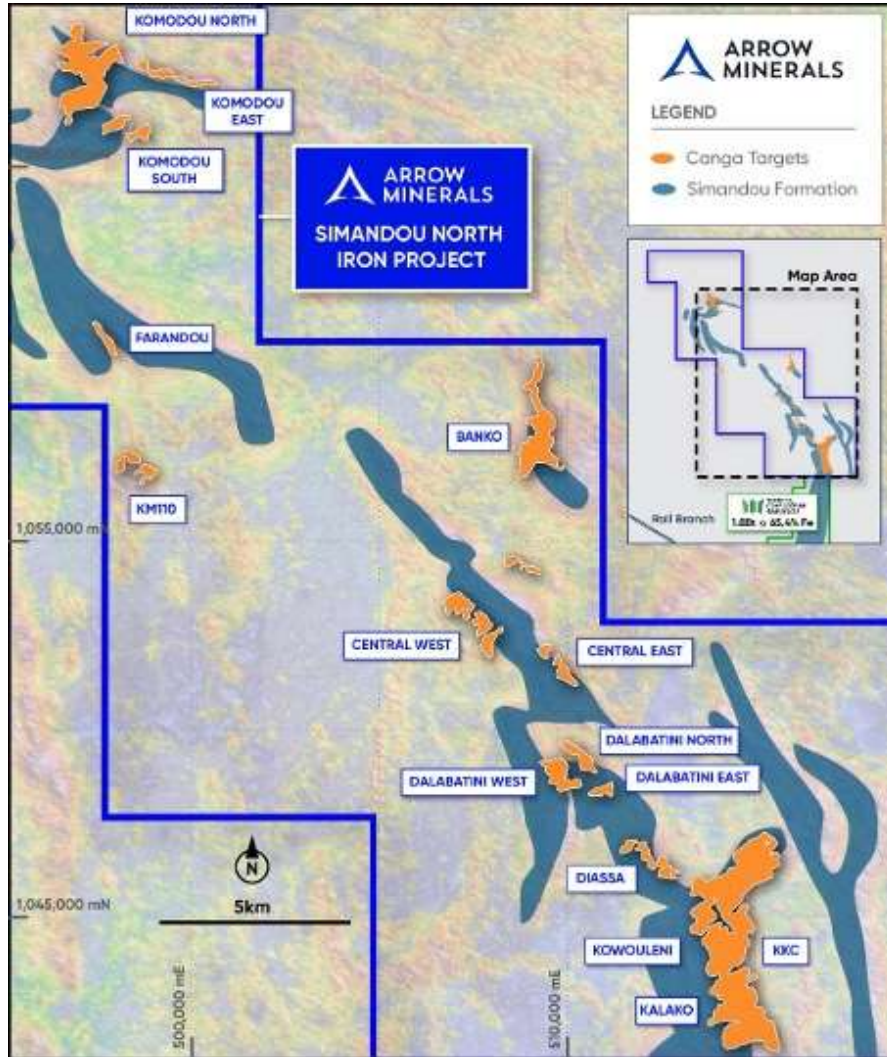 KOMODOU NORTH
KOMODOU
EAST
KOMODOU
SOUTH
ARROW
MINERALS
SIMANDOU NORTH
IRON PROJECT
ARROW
MINERALS
LEGEND
Canga Targets
Simandou Formation
Map Area
Rail Branch
1.8Bt @ 65.4% Fe
FARANDOU
BANKO
KM110
1,055,000 mN
CENTRAL WEST
CENTRAL EAST
DALABATINI NORTH
DALABATINI WEST
DALABATINI EAST
N
5km
DIASSA
1,045,000 mN
KOWOULENI
KKC
KALAKO
500,000 mE
510,000 mE